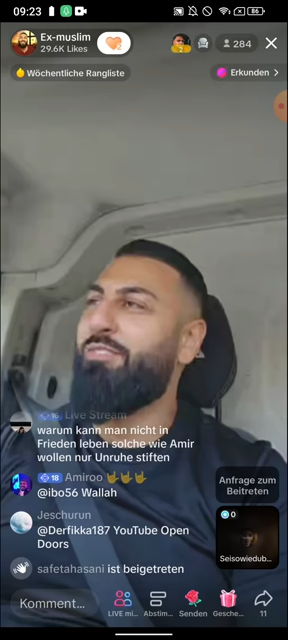 09:23
86
Ex-muslim
29.6K Likes
284
Wöchentliche Rangliste
Erkunden >
16 Live Stream
warum kann man nicht in
Frieden leben solche wie Amir
wollen nur Unruhe stiften
18 Amiroo 🤟🤟🤟
@ibo56 Wallah
Anfrage zum
Beitreten
Jeschurun
@Derfikka187 YouTube Open
Doors
0
Seisowiedub...
safetahasani ist beigetreten
Komment...
LIVE mi...
Abstim...
Senden
Gesche...
11